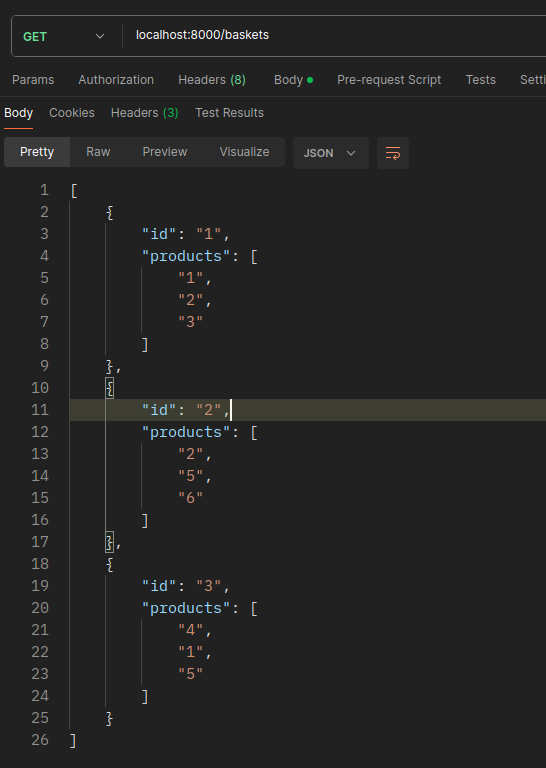 GET localhost:8000/baskets
Params Authorization Headers (8) Body Pre-request Script Tests
Body Cookies Headers (3) Test Results
Pretty Raw Preview Visualize JSON
1 [
2 {
3 "id": "1",
4 "products": [
5 "1",
6 "2",
7 "3"
8 ]
9 },
10 {
11 "id": "2",
12 "products": [
13 "2",
14 "5",
15 "6"
16 ]
17 },
18 {
19 "id": "3",
20 "products": [
21 "4",
22 "1",
23 "5"
24 ]
25 }
26 ]